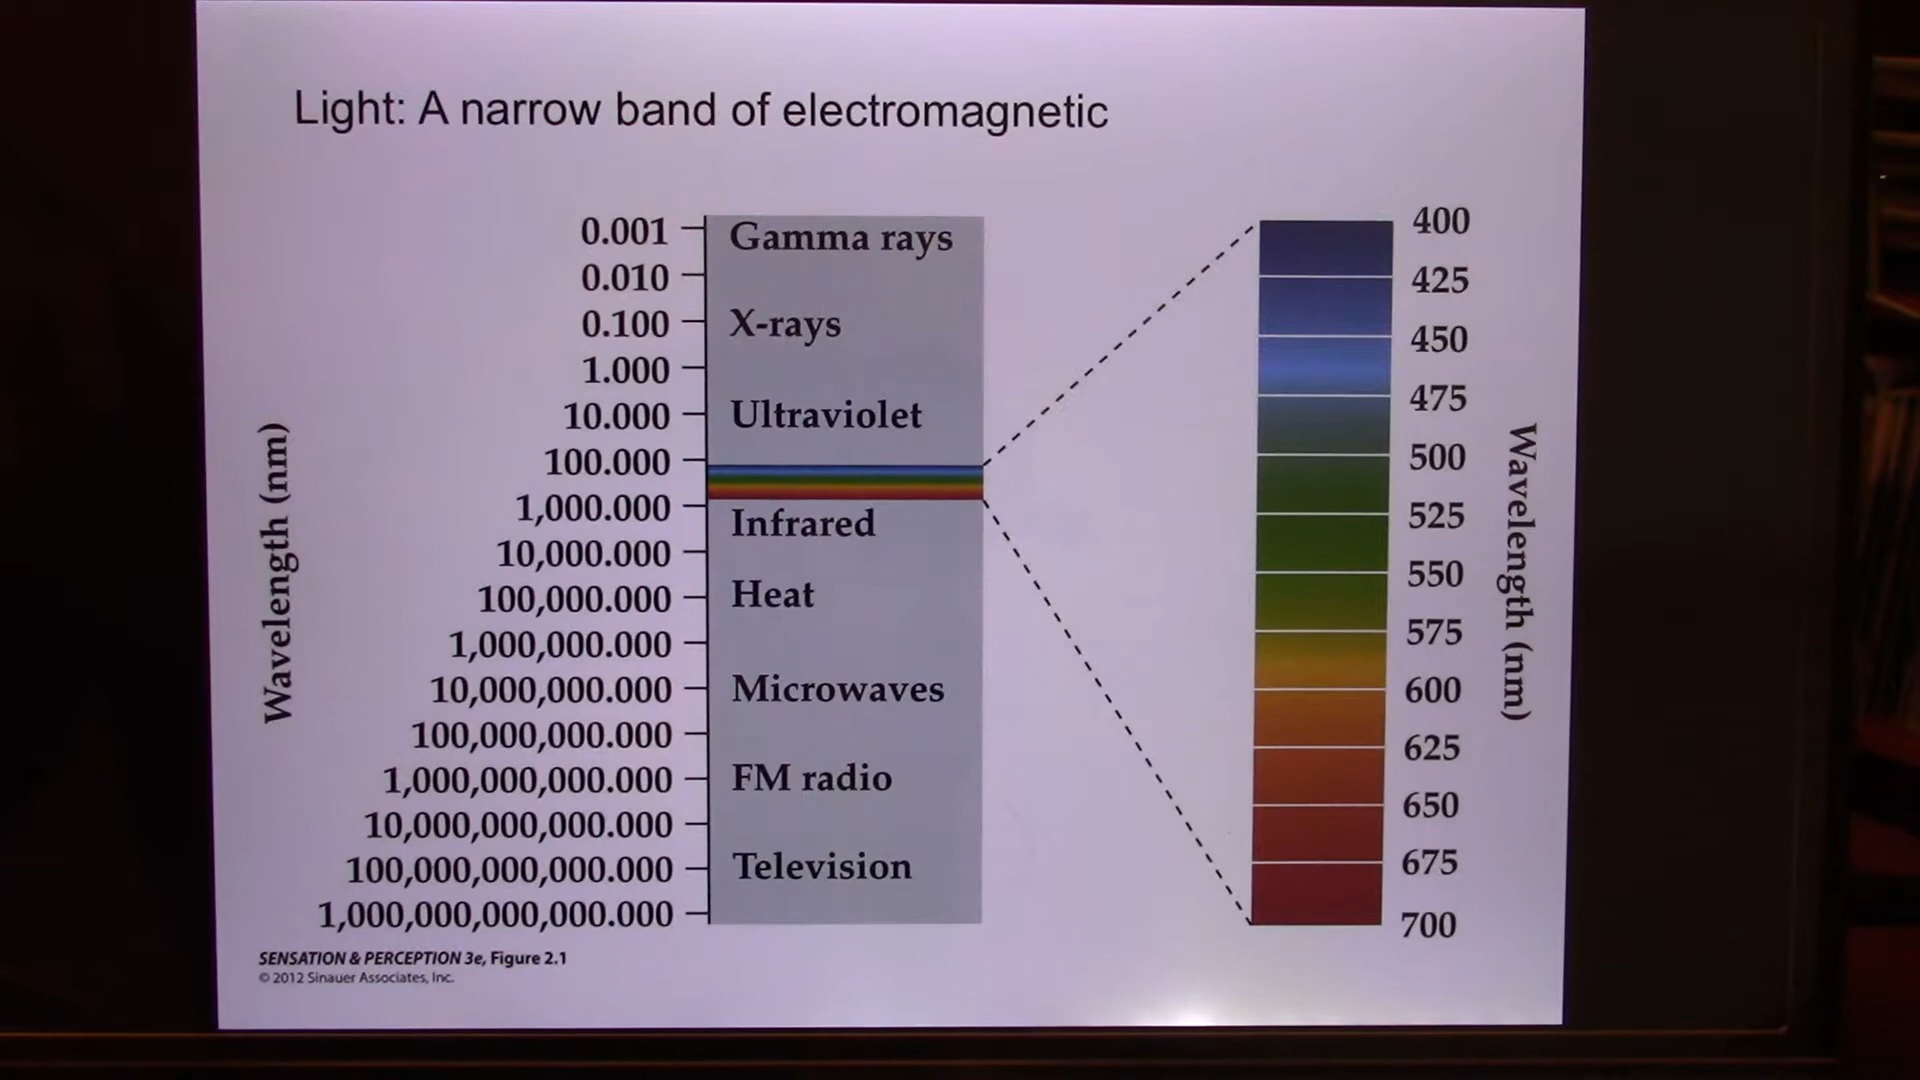 Light: A narrow band of electromagnetic
Wavelength (nm)
0.001 Gamma rays
0.010
0.100 X-rays
1.000
10.000 Ultraviolet
100.000
1,000.000
Infrared
10,000.000
100,000.000 Heat
1,000,000.000
10,000,000.000 Microwaves
100,000,000.000
1,000,000,000.000 FM radio
10,000,000,000.000
100,000,000,000.000 Television
1,000,000,000,000.000
400
425
450
475
500
525
550
575
600
625
650
675
700
Wavelength (nm)
SENSATION & PERCEPTION 3e, Figure 2.1
© 2012 Sinauer Associates, Inc.